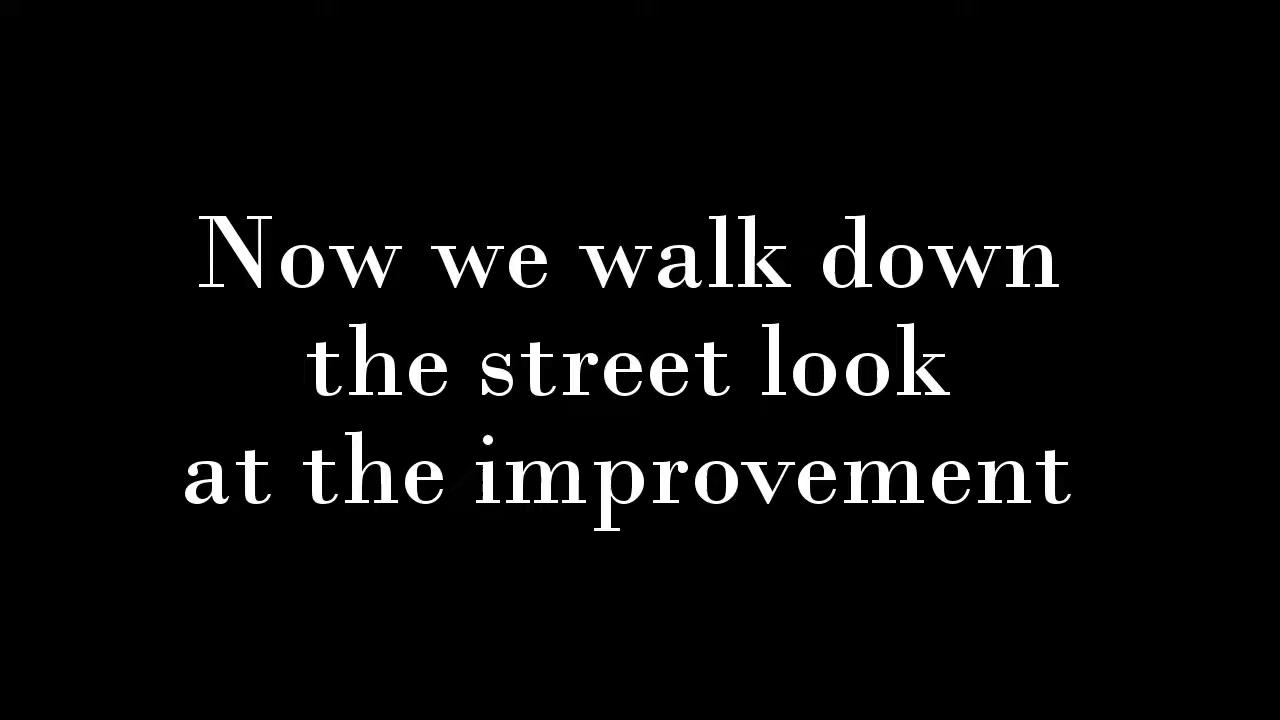 Now we walk down
the street look
at the improvement